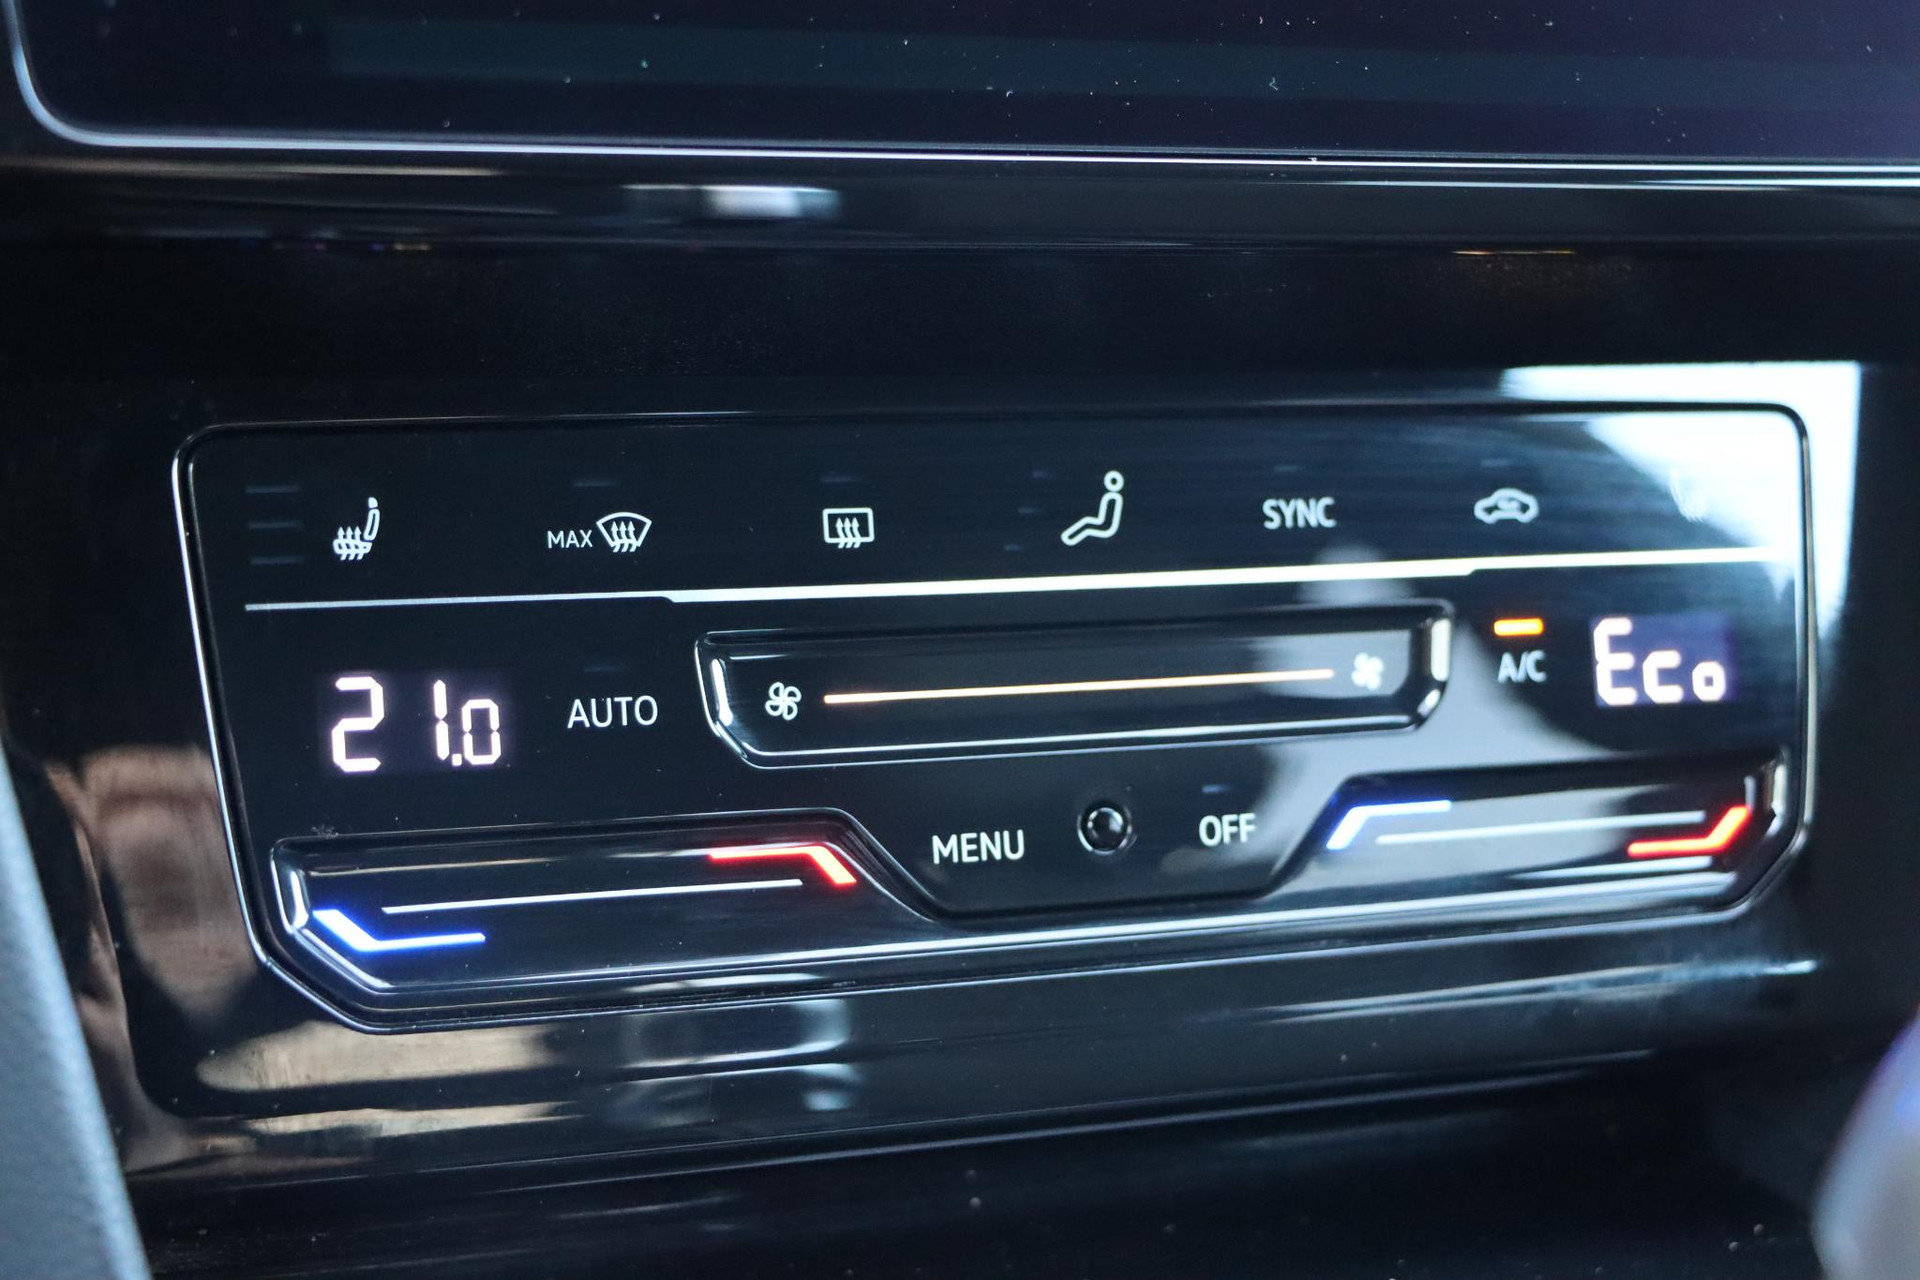 MAX
SYNC
21.0
AUTO
A/C
Eco
MENU
OFF